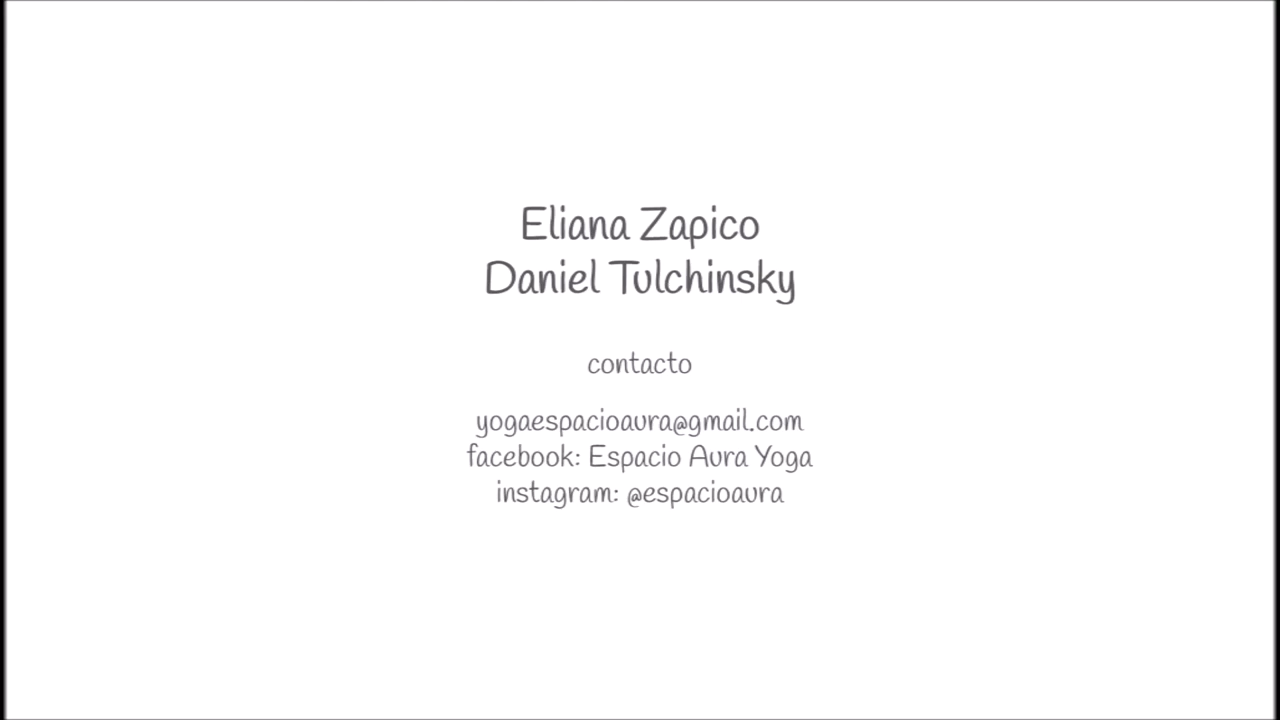 Eliana Zapico
Daniel Tulchinsky
contacto
yogaespacioaura@gmail.com
facebook: Espacio Aura Yoga
instagram: @espacioaura